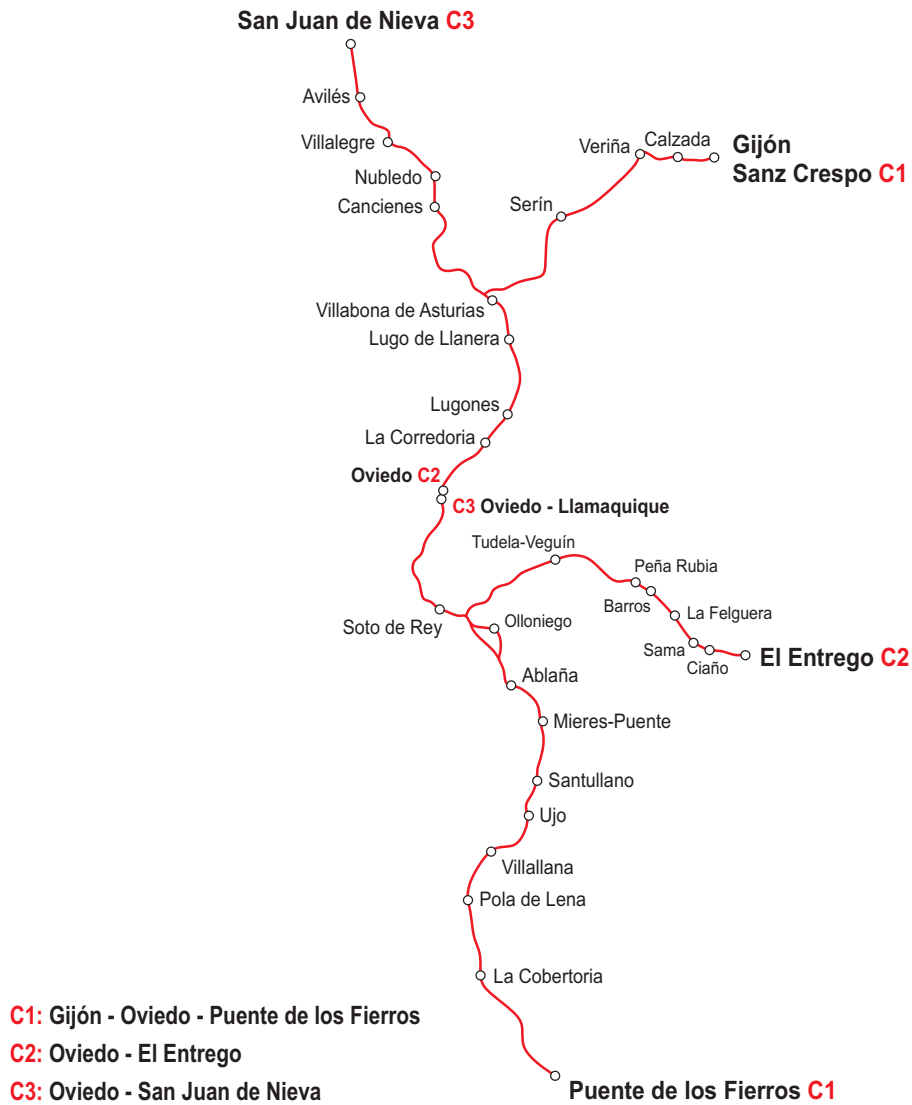 San Juan de Nieva C3
Avilés
Villalegre
Nubledo
Cancienes
Veriña
Calzada
Gijón
Sanz Crespo C1
Serín
Villabona de Asturias
Lugo de Llanera
Lugones
La Corredoria
Oviedo C2
C3 Oviedo - Llamaquique
Tudela-Veguín
Peña Rubia
Barros
La Felguera
Soto de Rey
Olloniego
Sama
Ciaño
El Entrego C2
Ablaña
Mieres-Puente
Santullano
Ujo
Villallana
Pola de Lena
La Cobertoria
C1: Gijón - Oviedo - Puente de los Fierros
C2: Oviedo - El Entrego
C3: Oviedo - San Juan de Nieva
Puente de los Fierros C1